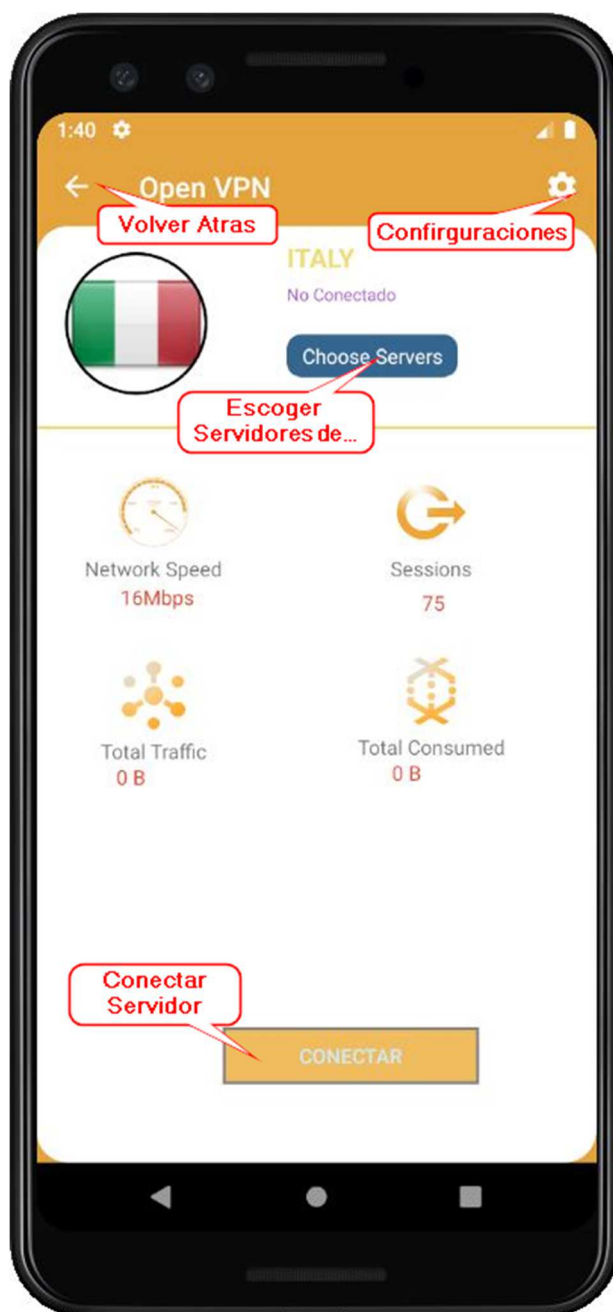 1:40
Open VPN
Volver Atras
Confirguraciones
ITALY
No Conectado
Choose Servers
Escoger
Servidores de...
Network Speed
16Mbps
Sessions
75
Total Traffic
0 B
Total Consumed
0 B
Conectar
Servidor
CONECTAR